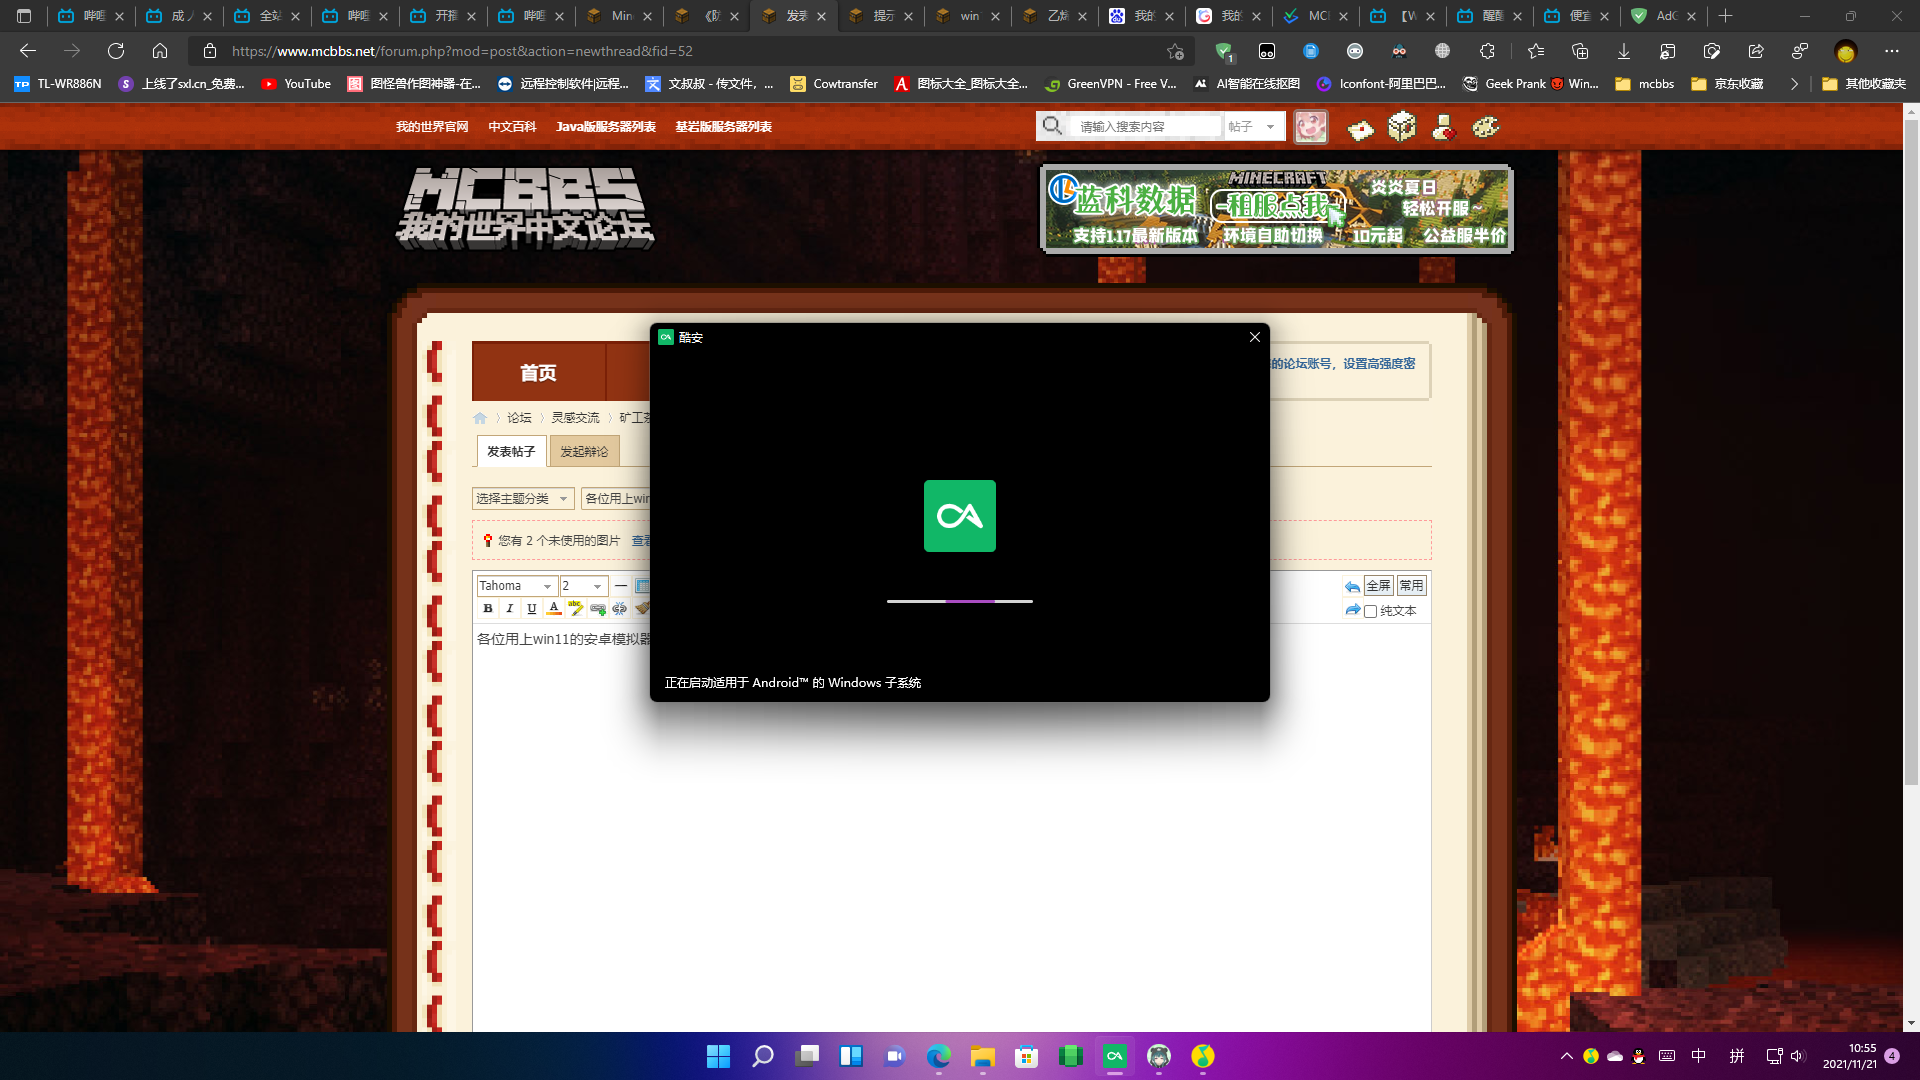 哔哩
成人
全站
哔哩
开搞
哔哩
Min
《防
发表
提示
win
乙烷
我的
我的
MC
【W
醒醒
便宜
AdG
https://www.mcbbs.net/forum.php?mod=post&action=newthread&fid=52
1
TL-WR886N
上线了sxl.cn_免费...
YouTube
图怪兽作图神器-在...
远程控制软件|远程...
文叔叔 - 传文件，...
Cowtransfer
图标大全_图标大全...
GreenVPN - Free V...
AI智能在线抠图
Iconfont-阿里巴巴...
Geek Prank
Win...
mcbbs
京东收藏
其他收藏夹
我的世界官网
中文百科
Java版服务器列表
基岩版服务器列表
请输入搜索内容
帖子
MCBBS
我的世界中文论坛
蓝科数据
MINECRAFT
-租服点我-
炎炎夏日
轻松开服~
支持1.17最新版本
环境自助切换
10元起
公益服半价
酷安
首页
的论坛账号，设置高强度密
论坛
灵感交流
矿工茶
发表帖子
发起辩论
选择主题分类
各位用上win
您有 2 个未使用的图片
查看
Tahoma
2
全屏
常用
B
I
U
A
纯文本
各位用上win11的安卓模拟器
正在启动适用于 Android™ 的 Windows 子系统
中
拼
10:55
2021/11/21
4